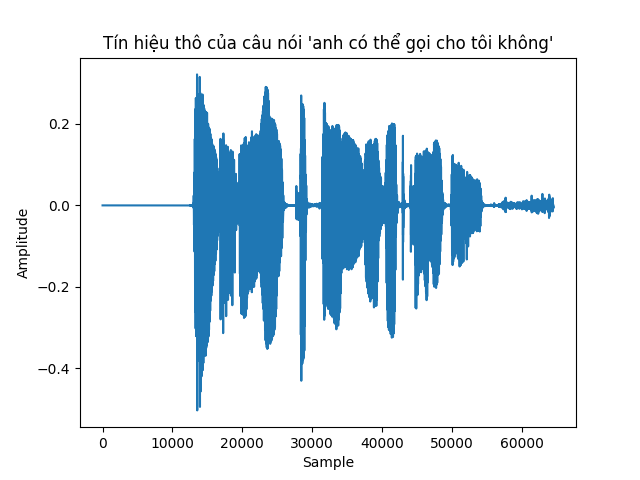 Tín hiệu thô của câu nói 'anh có thể gọi cho tôi không'
0.2
0.0
−0.2
−0.4
Amplitude
0 10000 20000 30000 40000 50000 60000
Sample